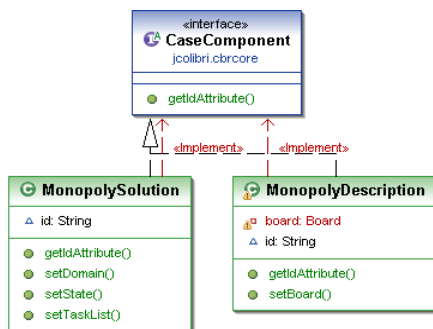 «interface»
CaseComponent
jcolibri.cbrcore
getIdAttribute()
«Implement»
«Implement»
MonopolySolution
id: String
getIdAttribute()
setDomain()
setState()
setTaskList()
MonopolyDescription
board: Board
id: String
getIdAttribute()
setBoard()